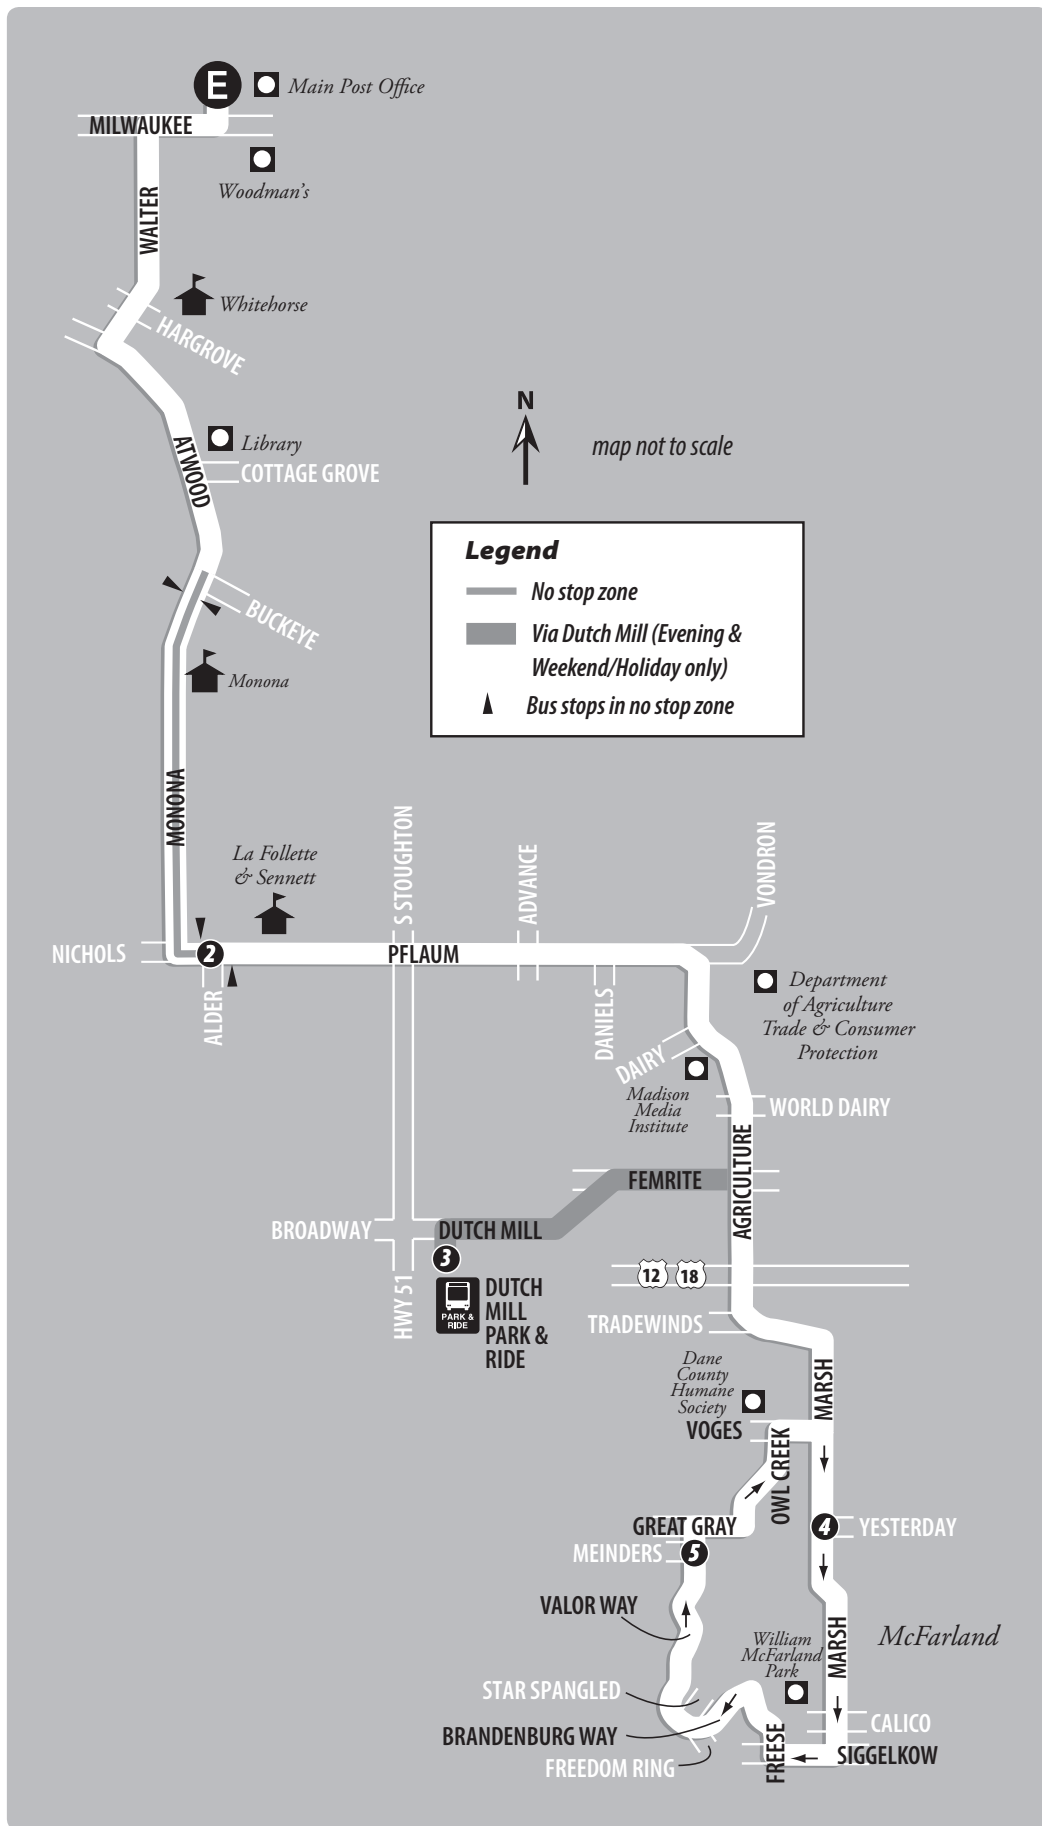 E
Main Post Office
MILWAUKEE
Woodman's
WALTER
Whitehorse
HARGROVE
N
map not to scale
ATWOOD
Library
COTTAGE GROVE
Legend
No stop zone
Via Dutch Mill (Evening &
Weekend/Holiday only)
Bus stops in no stop zone
BUCKEYE
Monona
MONONA
La Follette
& Sennett
S STOUGHTON
ADVANCE
VONDRON
NICHOLS
2
PFLAUM
ALDER
DANIELS
Department
of Agriculture
Trade & Consumer
Protection
DAIRY
Madison
Media
Institute
WORLD DAIRY
AGRICULTURE
FEMRITE
BROADWAY
DUTCH MILL
3
HWY 51
PARK &
RIDE
DUTCH
MILL
PARK &
RIDE
12
18
TRADEWINDS
Dane
County
Humane
Society
MARSH
VOGES
OWL CREEK
GREAT GRAY
4
YESTERDAY
MEINDERS
5
VALOR WAY
William
McFarland
Park
MARSH
McFarland
STAR SPANGLED
BRANDENBURG WAY
FREEDOM RING
FREESE
CALICO
SIGGELKOW